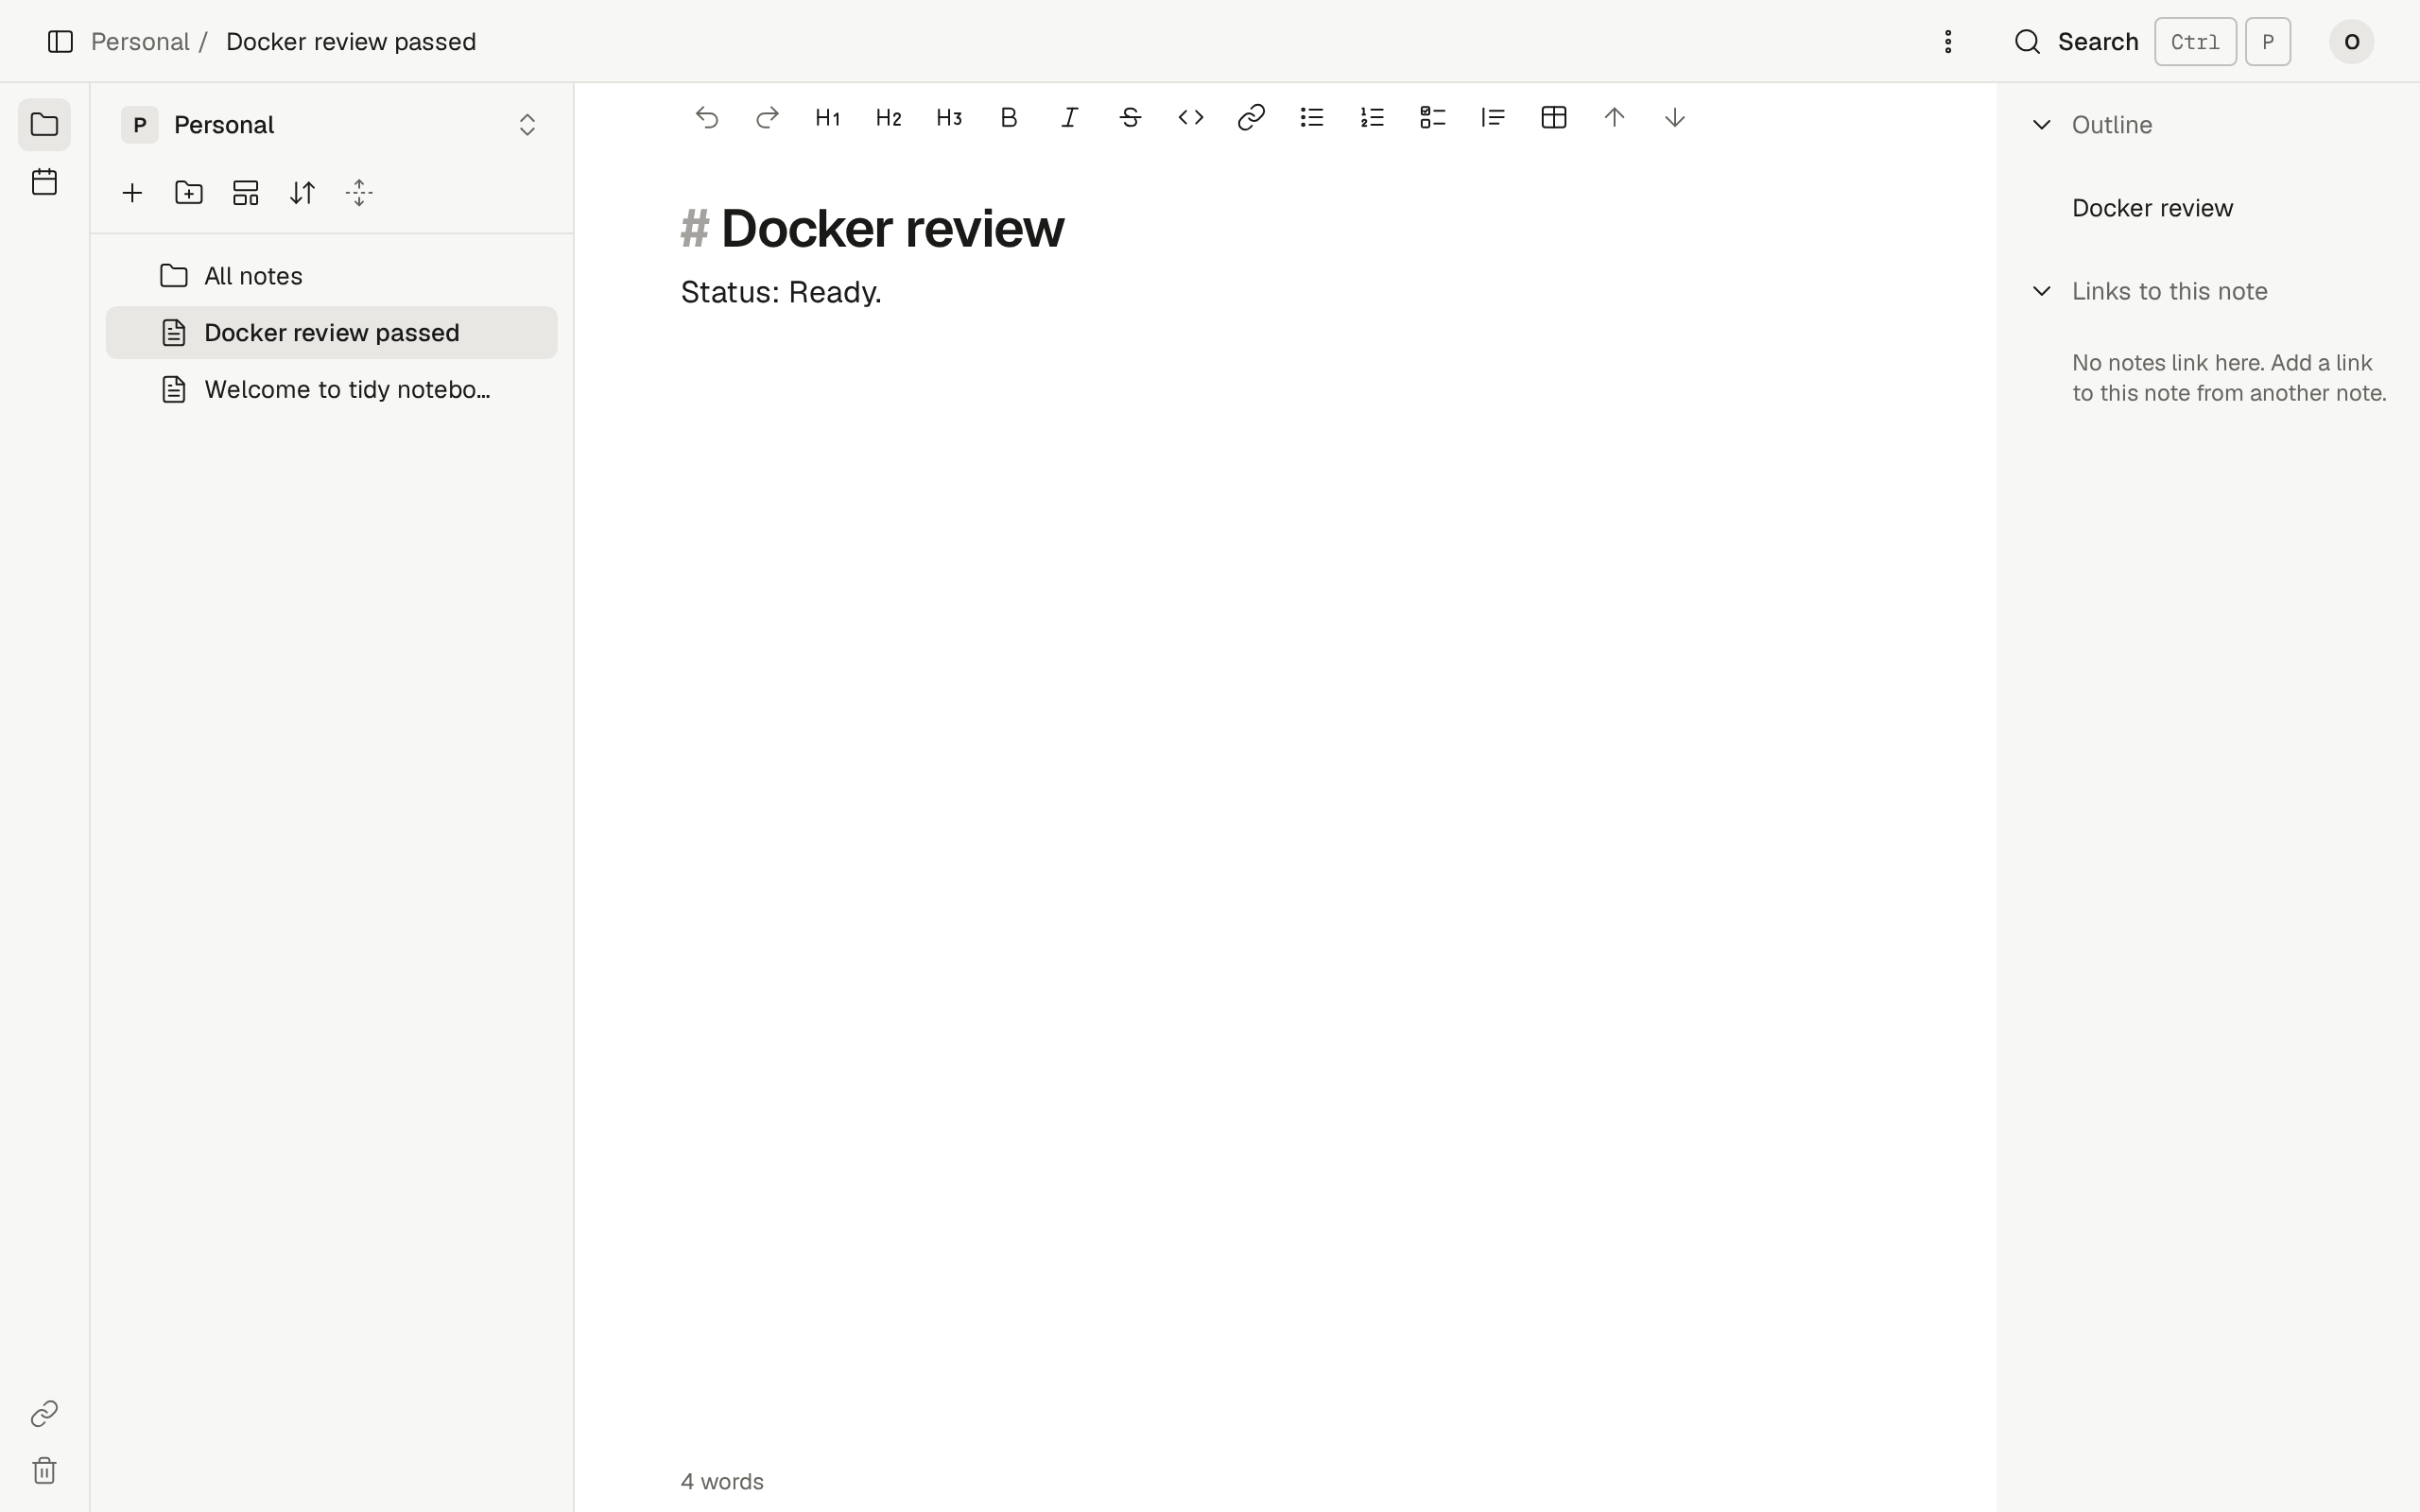 Personal / Docker review passed
Search Ctrl P O
P Personal
H1 H2 H3 B I S
All notes
Docker review passed
Welcome to tidy notebo...
# Docker review
Status: Ready.
4 words
Outline
Docker review
Links to this note
No notes link here. Add a link
to this note from another note.